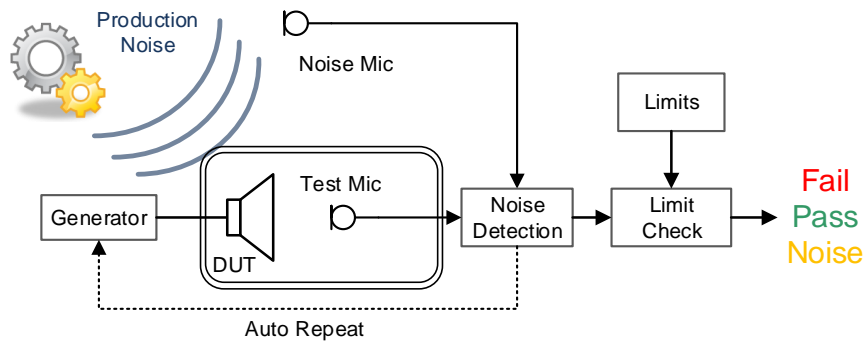 Production
Noise
Noise Mic
Limits
Test Mic
Generator
DUT
Noise
Detection
Limit
Check
Fail
Pass
Noise
Auto Repeat